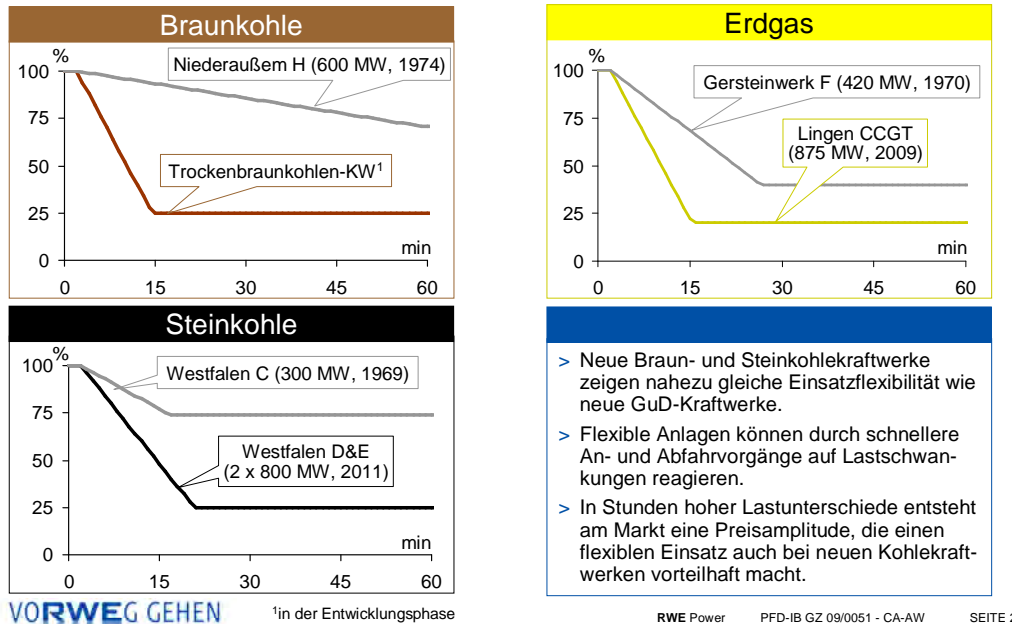 Braunkohle
%
100
75
50
25
0
Niederaußem H (600 MW, 1974)
Trockenbraunkohlen-KW¹
min
0 15 30 45 60
Erdgas
%
100
75
50
25
0
Gersteinwerk F (420 MW, 1970)
Lingen CCGT
(875 MW, 2009)
min
0 15 30 45 60
Steinkohle
%
100
75
50
25
0
Westfalen C (300 MW, 1969)
Westfalen D&E
(2 x 800 MW, 2011)
min
0 15 30 45 60
> Neue Braun- und Steinkohlekraftwerke
zeigen nahezu gleiche Einsatzflexibilität wie
neue GuD-Kraftwerke.
> Flexible Anlagen können durch schnellere
An- und Abfahrvorgänge auf Lastschwan-
kungen reagieren.
> In Stunden hoher Lastunterschiede entsteht
am Markt eine Preisamplitude, die einen
flexiblen Einsatz auch bei neuen Kohlekraft-
werken vorteilhaft macht.
VORWEG GEHEN
¹in der Entwicklungsphase
RWE Power PFD-IB GZ 09/0051 - CA-AW SEITE 2